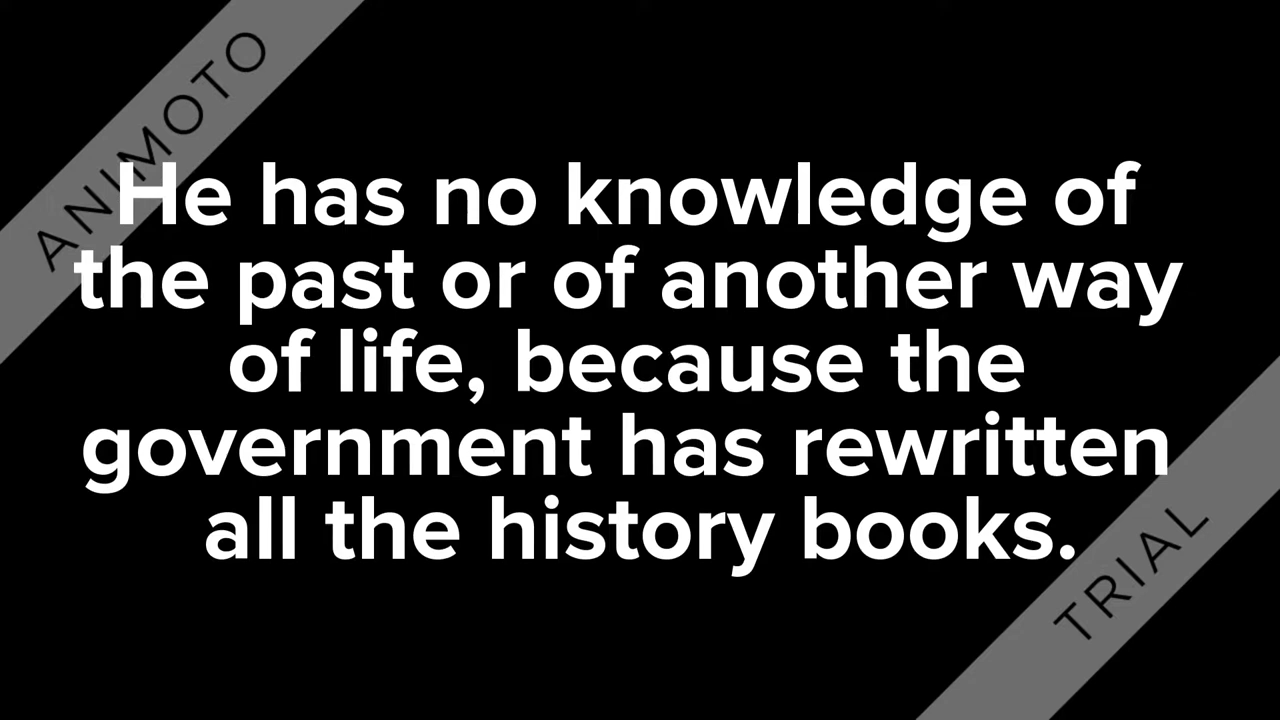 ANIMOTO
He has no knowledge of
the past or of another way
of life, because the
government has rewritten
all the history books.
TRIAL